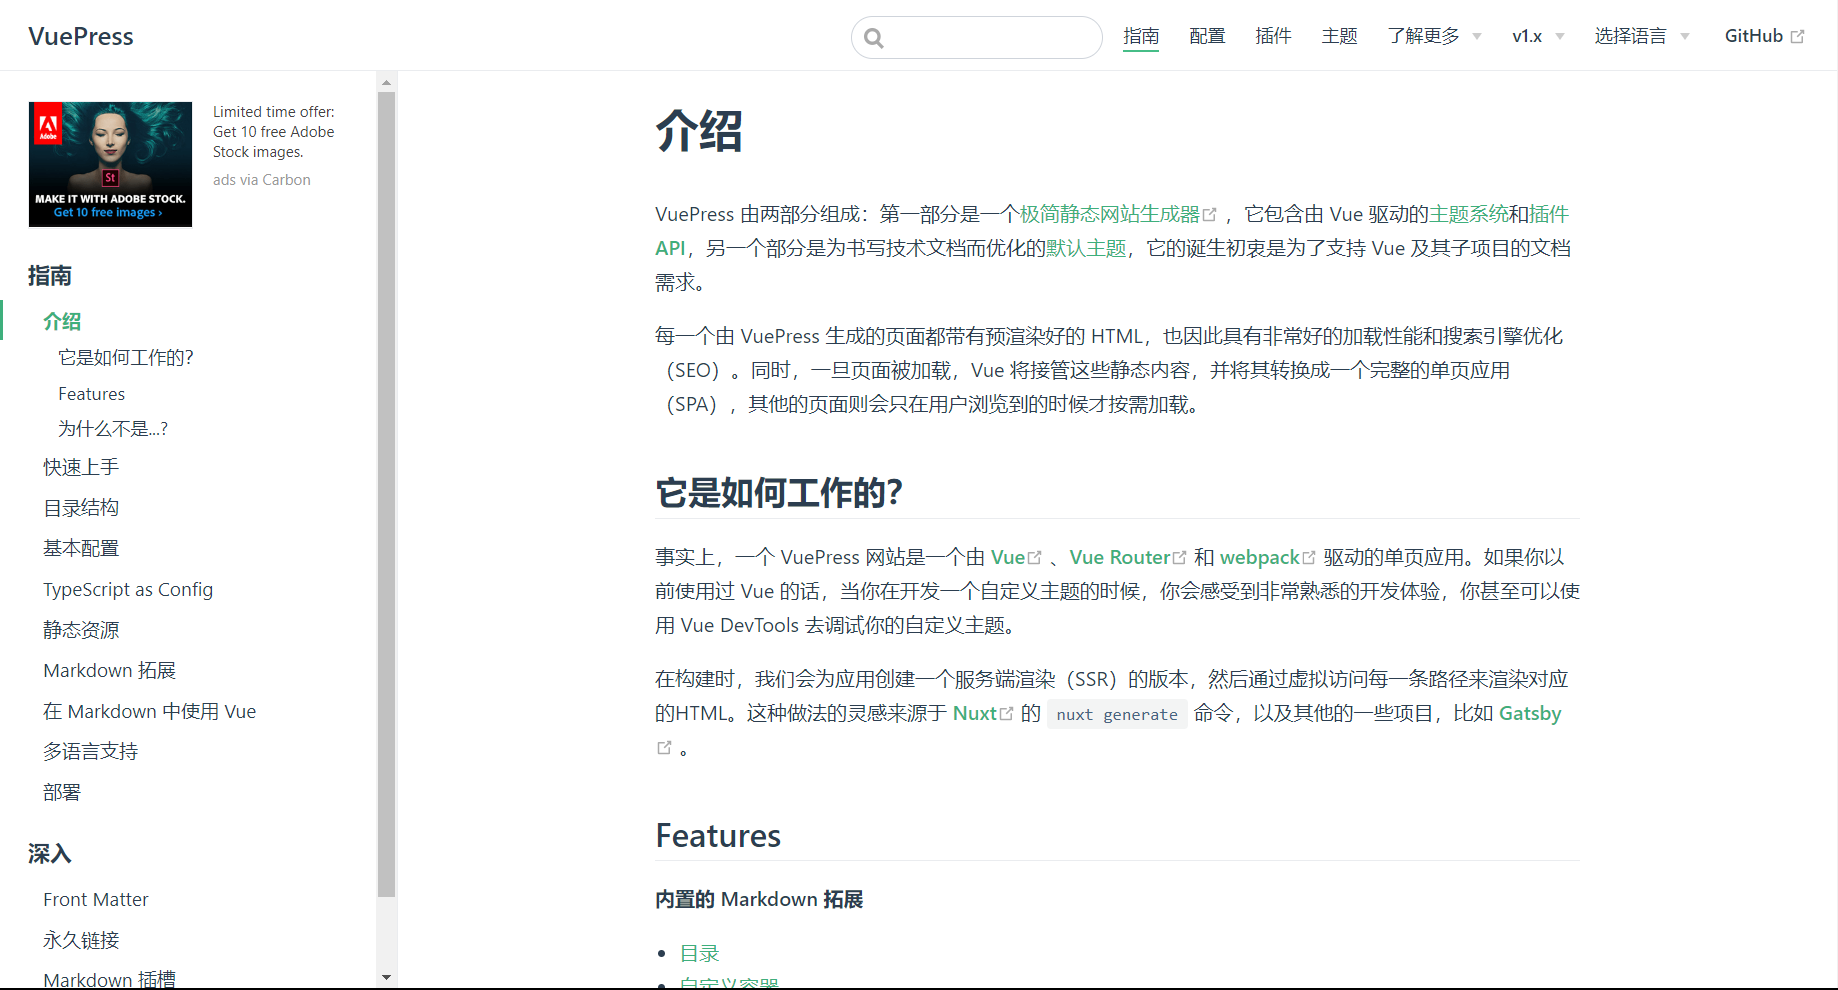 VuePress
指南 配置 插件 主题 了解更多 v1.x 选择语言 GitHub
Adobe
St
MAKE IT WITH ADOBE STOCK.
Get 10 free images ›
Limited time offer:
Get 10 free Adobe
Stock images.
ads via Carbon
指南
介绍
它是如何工作的?
Features
为什么不是...?
快速上手
目录结构
基本配置
TypeScript as Config
静态资源
Markdown 拓展
在 Markdown 中使用 Vue
多语言支持
部署
深入
Front Matter
永久链接
Markdown 插槽
介绍
VuePress 由两部分组成：第一部分是一个极简静态网站生成器 ，它包含由 Vue 驱动的主题系统和插件
API，另一个部分是为书写技术文档而优化的默认主题，它的诞生初衷是为了支持 Vue 及其子项目的文档
需求。
每一个由 VuePress 生成的页面都带有预渲染好的 HTML，也因此具有非常好的加载性能和搜索引擎优化
（SEO）。同时，一旦页面被加载，Vue 将接管这些静态内容，并将其转换成一个完整的单页应用
（SPA），其他的页面则会只在用户浏览到的时候才按需加载。
它是如何工作的?
事实上，一个 VuePress 网站是一个由 Vue 、Vue Router 和 webpack 驱动的单页应用。如果你以
前使用过 Vue 的话，当你在开发一个自定义主题的时候，你会感受到非常熟悉的开发体验，你甚至可以使
用 Vue DevTools 去调试你的自定义主题。
在构建时，我们会为应用创建一个服务端渲染（SSR）的版本，然后通过虚拟访问每一条路径来渲染对应
的HTML。这种做法的灵感来源于 Nuxt 的 nuxt generate 命令，以及其他的一些项目，比如 Gatsby
。
Features
内置的 Markdown 拓展
• 目录
• 自定义容器